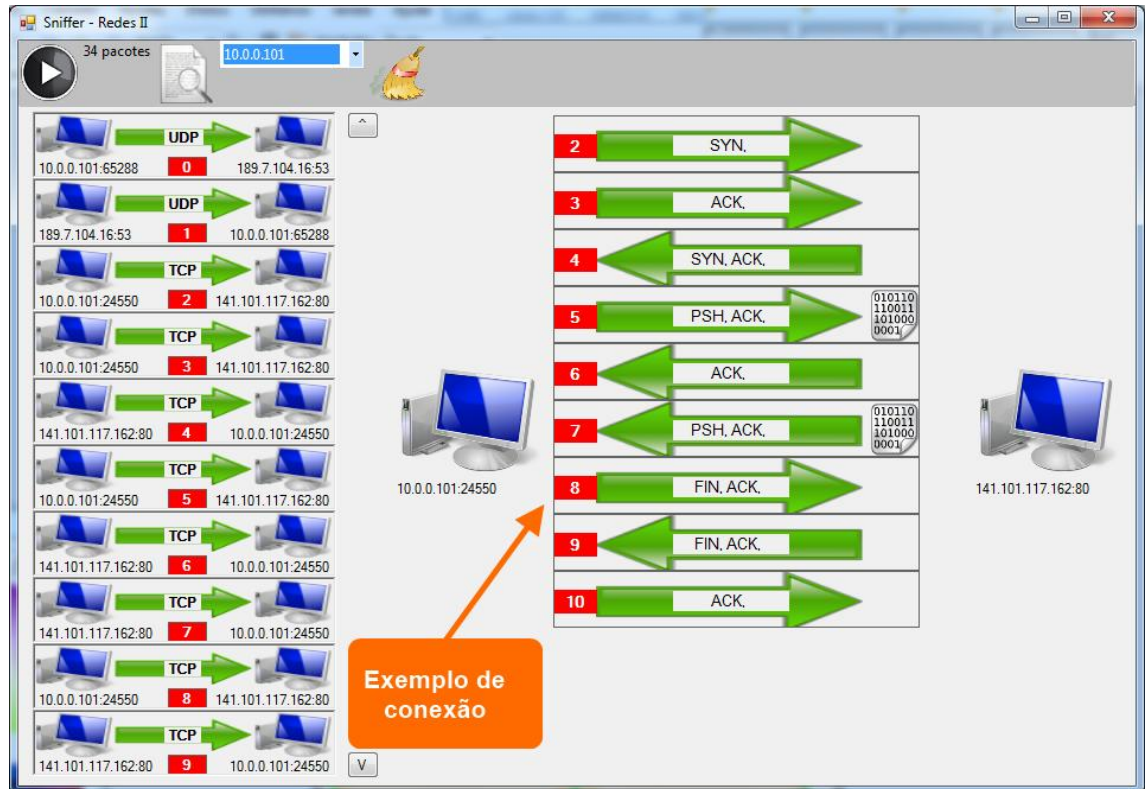 Sniffer - Redes II
34 pacotes
10.0.0.101
UDP
10.0.0.101:65288 0 189.7.104.16:53
UDP
189.7.104.16:53 1 10.0.0.101:65288
TCP
10.0.0.101:24550 2 141.101.117.162:80
TCP
10.0.0.101:24550 3 141.101.117.162:80
TCP
141.101.117.162:80 4 10.0.0.101:24550
TCP
10.0.0.101:24550 5 141.101.117.162:80
TCP
141.101.117.162:80 6 10.0.0.101:24550
TCP
141.101.117.162:80 7 10.0.0.101:24550
TCP
10.0.0.101:24550 8 141.101.117.162:80
TCP
141.101.117.162:80 9 10.0.0.101:24550
^
V
10.0.0.101:24550
2 SYN,
3 ACK,
4 SYN, ACK,
5 PSH, ACK,
010110
110011
101000
0001
6 ACK,
7 PSH, ACK,
010110
110011
101000
0001
8 FIN, ACK,
9 FIN, ACK,
10 ACK,
141.101.117.162:80
Exemplo de
conexão